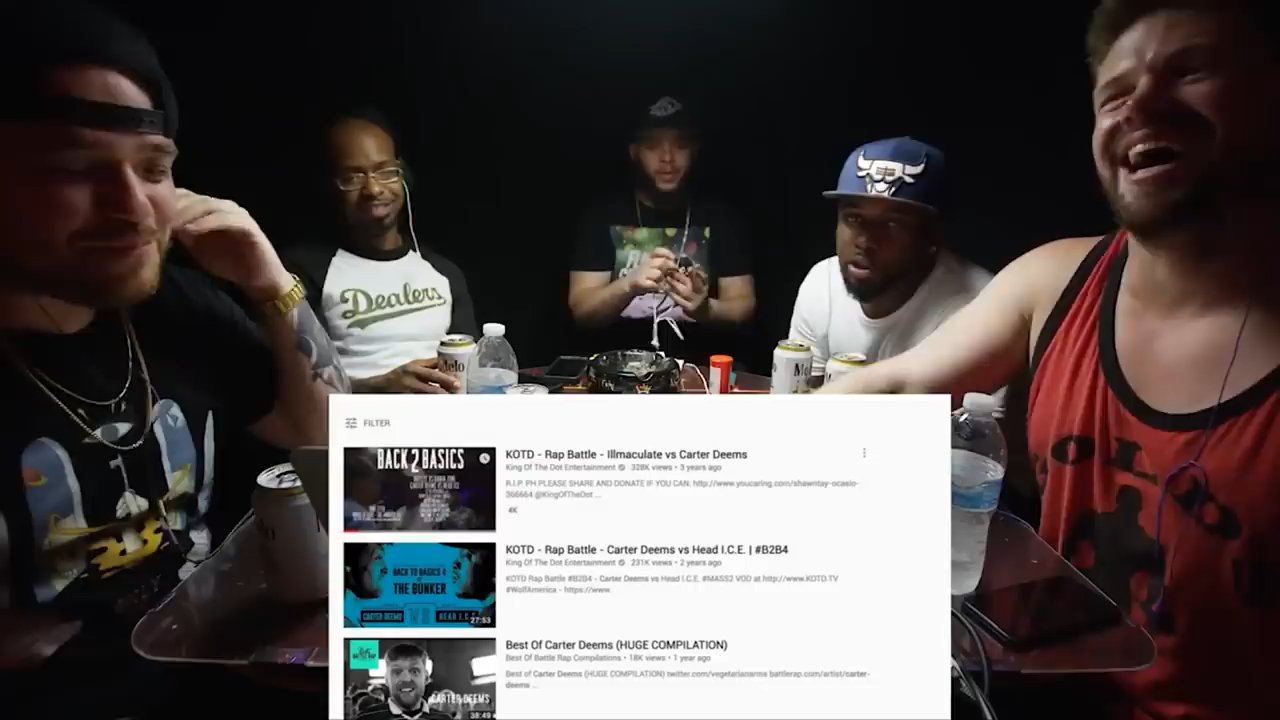 Dealers
Melo
Mo
FILTER
BACK 2 BASICS
KOTD - Rap Battle - Illmaculate vs Carter Deems
King Of The Dot Entertainment
328K views • 3 years ago
R.I.P. PH PLEASE SHARE AND DONATE IF YOU CAN: http://www.youcaring.com/shawntay-ocasio-
366664 @KingOfTheDot ...
4K
BACK TO BASICS 4
THE BUNKER
CARTER DEEMS VS HEAD I.C.E.
27:53
KOTD - Rap Battle - Carter Deems vs Head I.C.E. | #B2B4
King Of The Dot Entertainment
231K views • 2 years ago
KOTD Rap Battle #B2B4 - Carter Deems vs Head I.C.E. #MASS2 VOD at http://www.KOTD.TV
#WolfAmerica - https://www.
CARTER DEEMS
38:49
Best Of Carter Deems (HUGE COMPILATION)
Best Of Battle Rap Compilations • 18K views • 1 year ago
Best of Carter Deems (HUGE COMPILATION) twitter.com/vegetarianarms battlerap.com/artist/carter-
deems ...